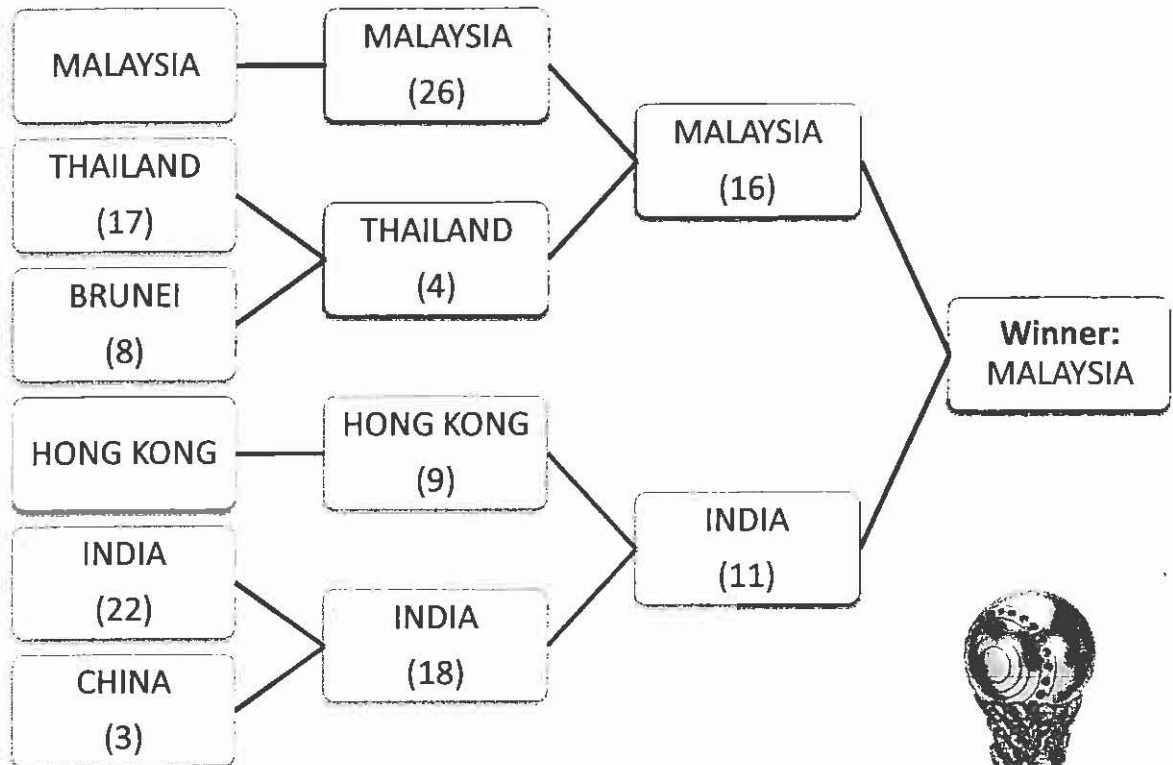 MALAYSIA
THAILAND
(17)
BRUNEI
(8)
HONG KONG
INDIA
(22)
CHINA
(3)
MALAYSIA
(26)
THAILAND
(4)
HONG KONG
(9)
INDIA
(18)
MALAYSIA
(16)
INDIA
(11)
Winner:
MALAYSIA